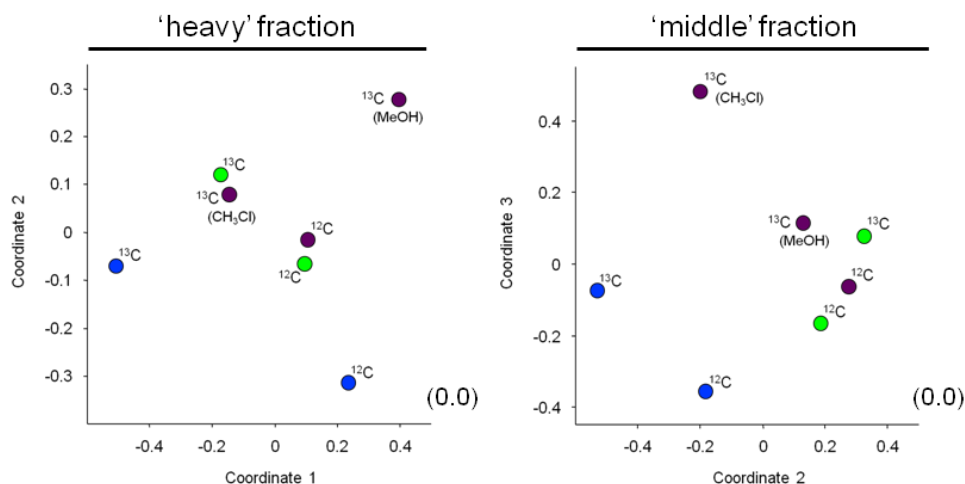 ‘heavy’ fraction
0.3
0.2
0.1
0
-0.1
-0.2
-0.3
Coordinate 2
¹³C
(MeOH)
¹³C
¹³C
(CH₃Cl)
¹²C
¹²C
¹³C
¹²C
(0.0)
-0.4
-0.2
0
0.2
0.4
Coordinate 1
‘middle’ fraction
0.4
0.2
0
-0.2
-0.4
Coordinate 3
¹³C
(CH₃Cl)
¹³C
(MeOH)
¹³C
¹³C
¹²C
¹²C
¹²C
(0.0)
-0.4
-0.2
0
0.2
0.4
Coordinate 2